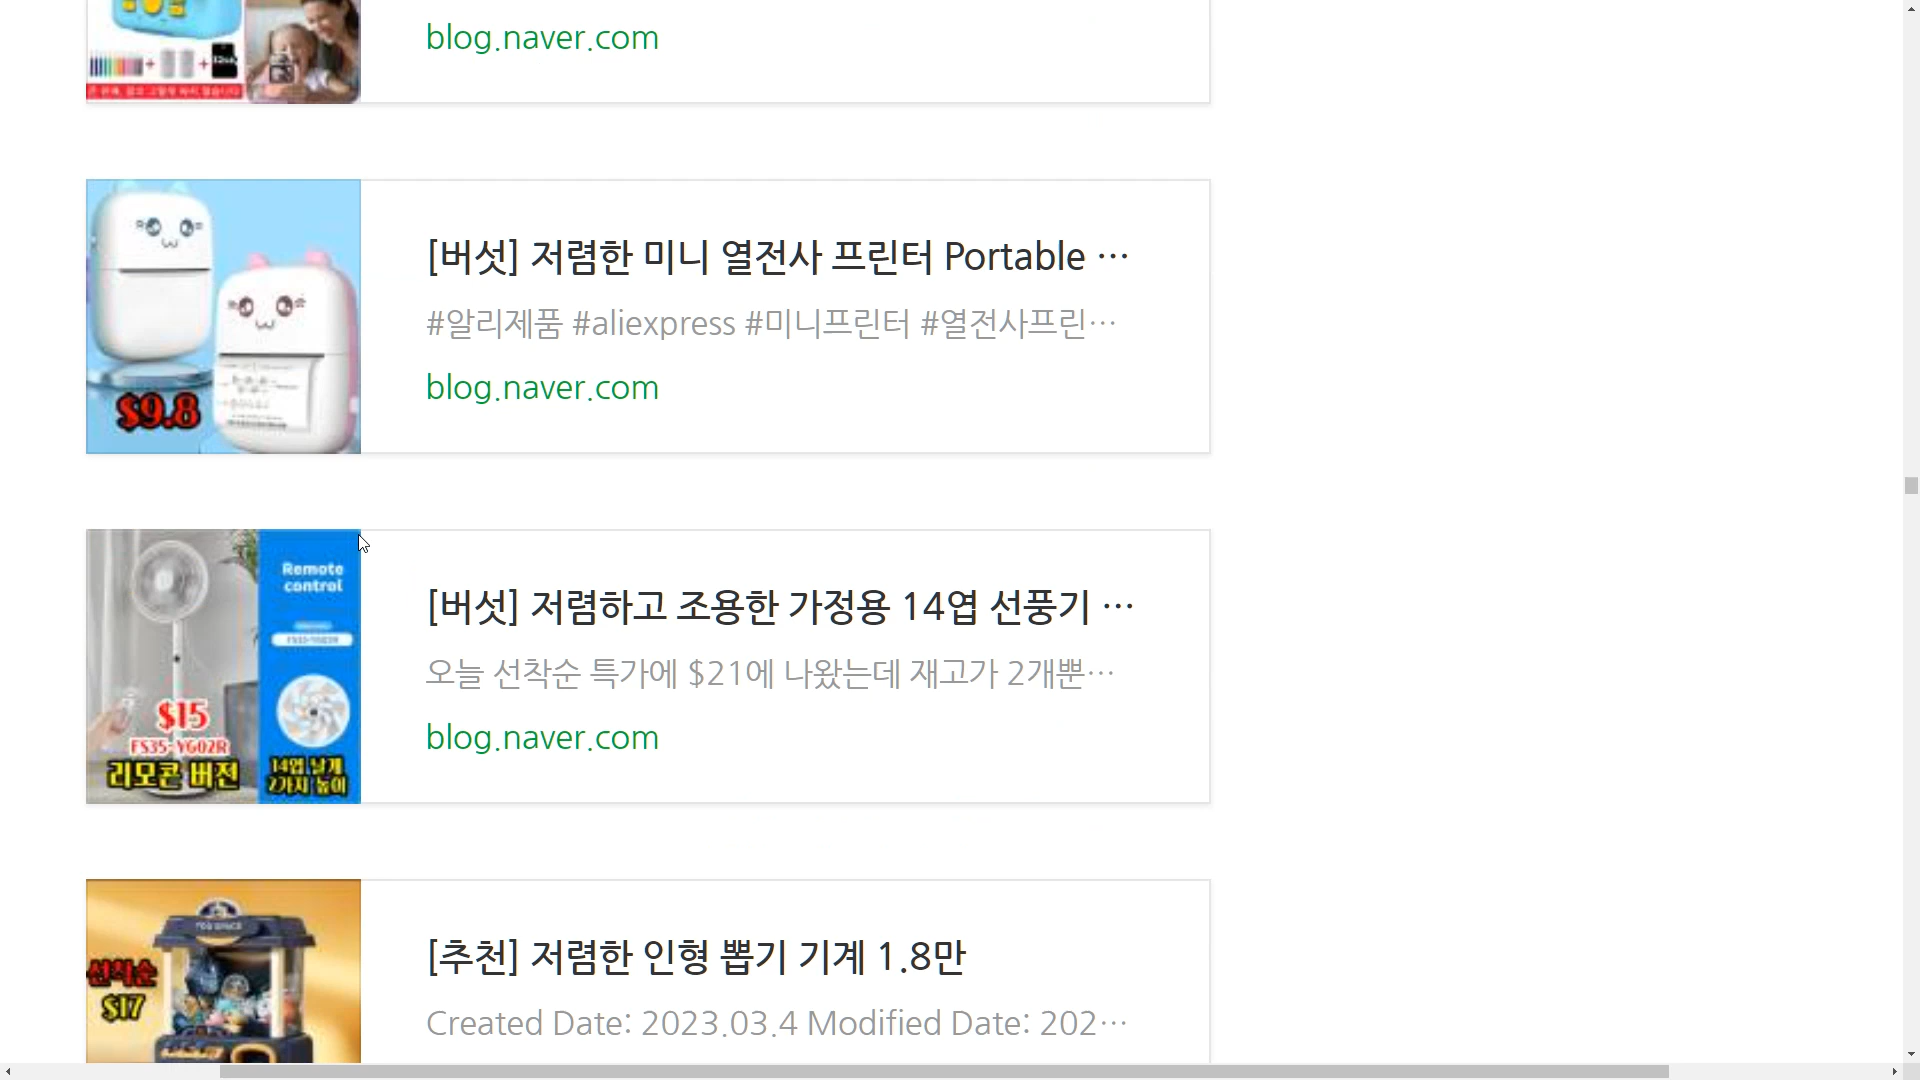 blog.naver.com
$9.8
[버섯] 저렴한 미니 열전사 프린터 Portable ···
#알리제품 #aliexpress #미니프린터 #열전사프린···
blog.naver.com
Remote
control
$15
FS35-YG02R
리모콘 버전
14엽 날개
2가지 높이
[버섯] 저렴하고 조용한 가정용 14엽 선풍기 ···
오늘 선착순 특가에 $21에 나왔는데 재고가 2개뿐···
blog.naver.com
선착순
$17
[추천] 저렴한 인형 뽑기 기계 1.8만
Created Date: 2023.03.4 Modified Date: 202···